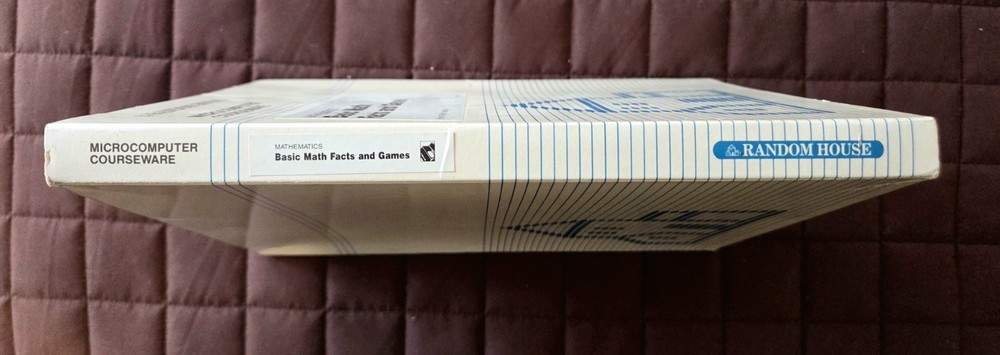 MICROCOMPUTER
COURSEWARE
MATHEMATICS
Basic Math Facts and Games
RANDOM HOUSE